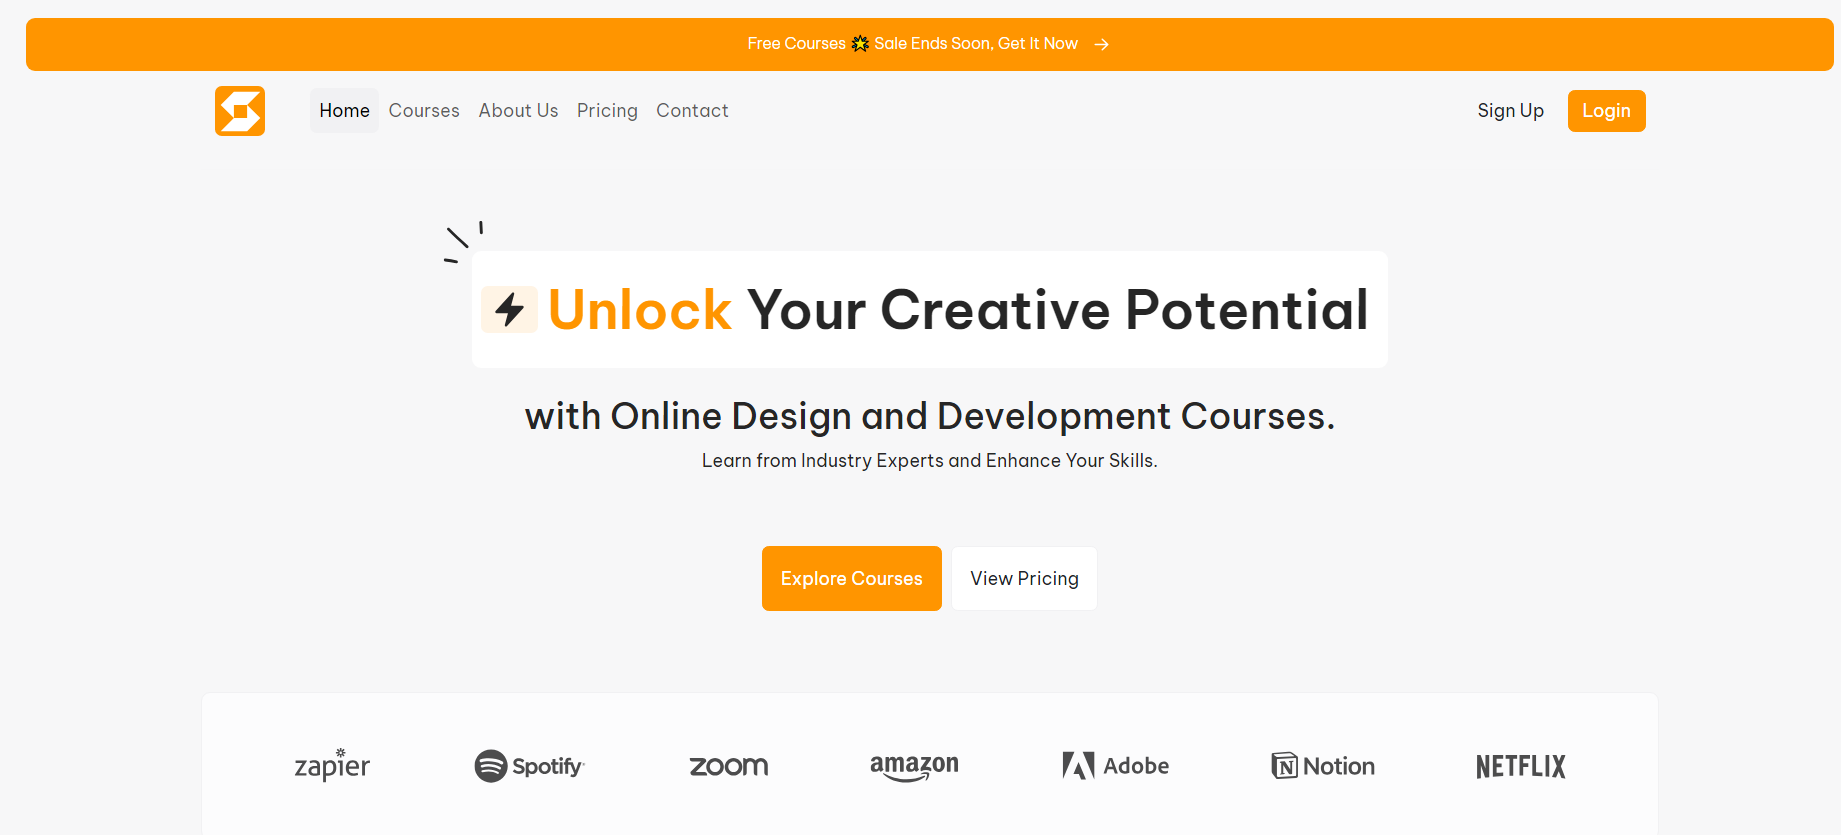 Free Courses 🌟 Sale Ends Soon, Get It Now →
Home Courses About Us Pricing Contact Sign Up Login
Unlock Your Creative Potential
with Online Design and Development Courses.
Learn from Industry Experts and Enhance Your Skills.
Explore Courses View Pricing
zapier Spotify zoom amazon Adobe Notion NETFLIX